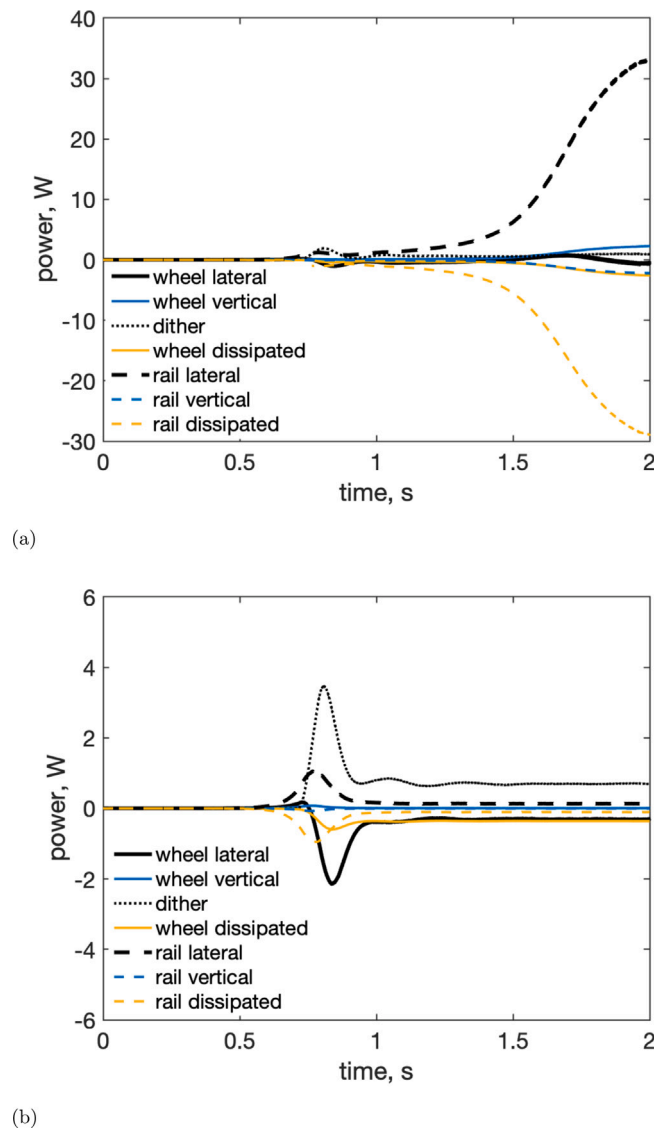 40
30
20
10
0
-10
-20
-30
power, W
wheel lateral
wheel vertical
dither
wheel dissipated
rail lateral
rail vertical
rail dissipated
0 0.5 1 1.5 2
time, s
(a)
6
4
2
0
-2
-4
-6
power, W
wheel lateral
wheel vertical
dither
wheel dissipated
rail lateral
rail vertical
rail dissipated
0 0.5 1 1.5 2
time, s
(b)